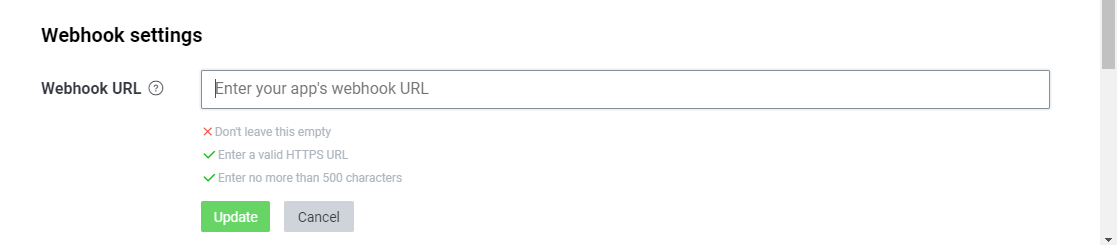 Webhook settings
Webhook URL ?
Enter your app's webhook URL
Don't leave this empty
Enter a valid HTTPS URL
Enter no more than 500 characters
Update Cancel